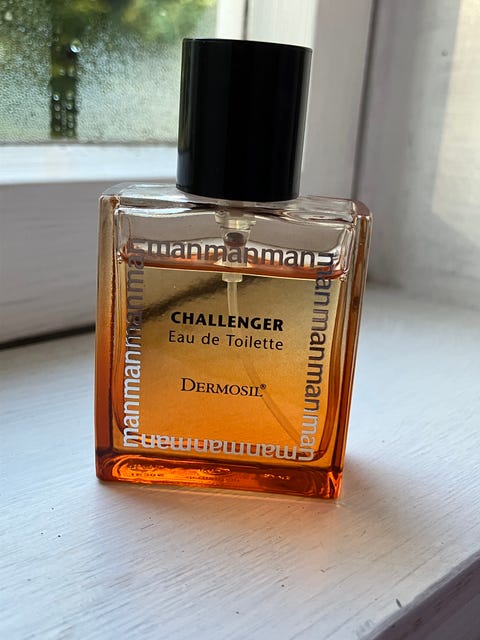 manmanman
CHALLENGER
Eau de Toilette
DERMOSIL®
manmanman
manmanman
manmanman